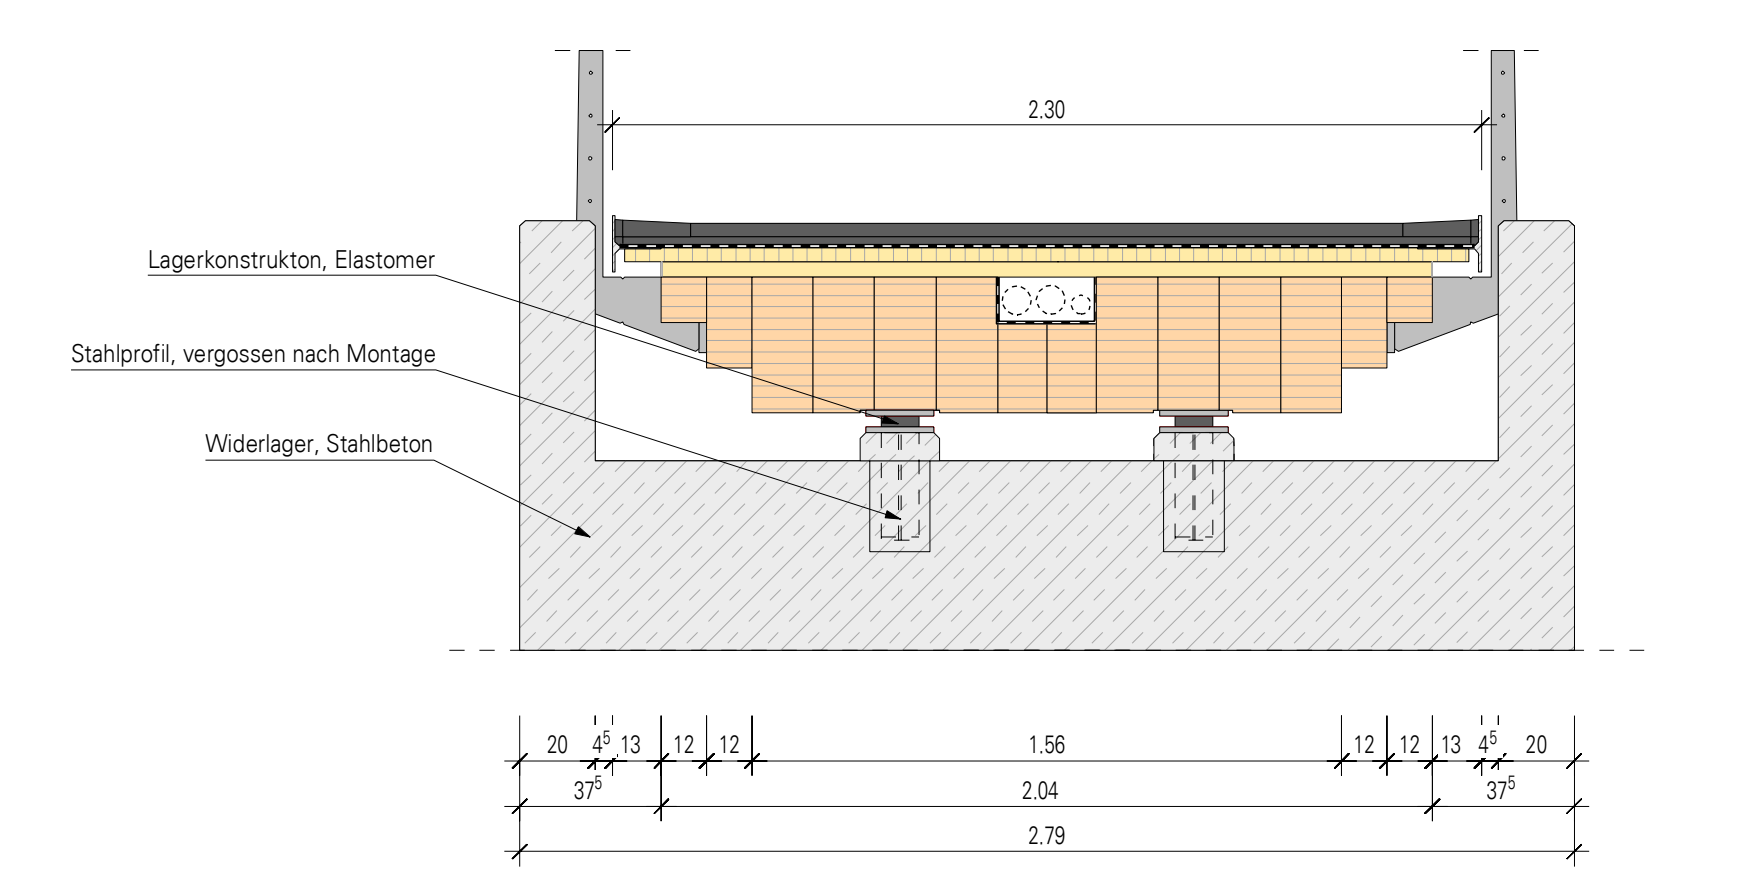 2.30
Lagerkonstrukton, Elastomer
Stahlprofil, vergossen nach Montage
Widerlager, Stahlbeton
20 4⁵ 13 12 12 1.56 12 12 13 4⁵ 20
37⁵ 2.04 37⁵
2.79